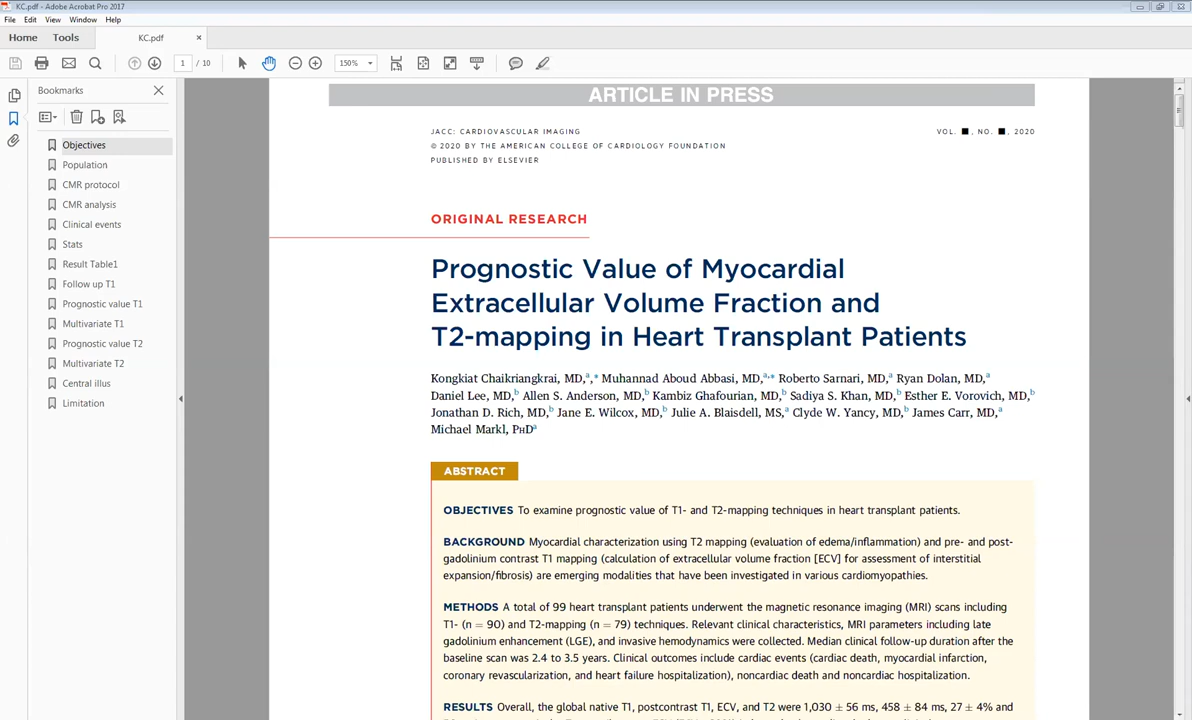 KC.pdf - Adobe Acrobat Pro 2017
File Edit View Window Help
Home Tools KC.pdf ×
1 / 10 150%
Bookmarks
Objectives
Population
CMR protocol
CMR analysis
Clinical events
Stats
Result Table1
Follow up T1
Prognostic value T1
Multivariate T1
Prognostic value T2
Multivariate T2
Central illus
Limitation
ARTICLE IN PRESS
JACC: CARDIOVASCULAR IMAGING VOL. ■, NO. ■, 2020
© 2020 BY THE AMERICAN COLLEGE OF CARDIOLOGY FOUNDATION
PUBLISHED BY ELSEVIER
ORIGINAL RESEARCH
Prognostic Value of Myocardial
Extracellular Volume Fraction and
T2-mapping in Heart Transplant Patients
Kongkiat Chaikriangkrai, MD,a,* Muhannad Aboud Abbasi, MD,a,* Roberto Sarnari, MD,a Ryan Dolan, MD,a
Daniel Lee, MD,b Allen S. Anderson, MD,b Kambiz Ghafourian, MD,b Sadiya S. Khan, MD,b Esther E. Vorovich, MD,b
Jonathan D. Rich, MD,b Jane E. Wilcox, MD,b Julie A. Blaisdell, MS,a Clyde W. Yancy, MD,b James Carr, MD,a
Michael Markl, PHDa
ABSTRACT
OBJECTIVES To examine prognostic value of T1- and T2-mapping techniques in heart transplant patients.
BACKGROUND Myocardial characterization using T2 mapping (evaluation of edema/inflammation) and pre- and post-
gadolinium contrast T1 mapping (calculation of extracellular volume fraction [ECV] for assessment of interstitial
expansion/fibrosis) are emerging modalities that have been investigated in various cardiomyopathies.
METHODS A total of 99 heart transplant patients underwent the magnetic resonance imaging (MRI) scans including
T1- (n = 90) and T2-mapping (n = 79) techniques. Relevant clinical characteristics, MRI parameters including late
gadolinium enhancement (LGE), and invasive hemodynamics were collected. Median clinical follow-up duration after the
baseline scan was 2.4 to 3.5 years. Clinical outcomes include cardiac events (cardiac death, myocardial infarction,
coronary revascularization, and heart failure hospitalization), noncardiac death and noncardiac hospitalization.
RESULTS Overall, the global native T1, postcontrast T1, ECV, and T2 were 1,030 ± 56 ms, 458 ± 84 ms, 27 ± 4% and